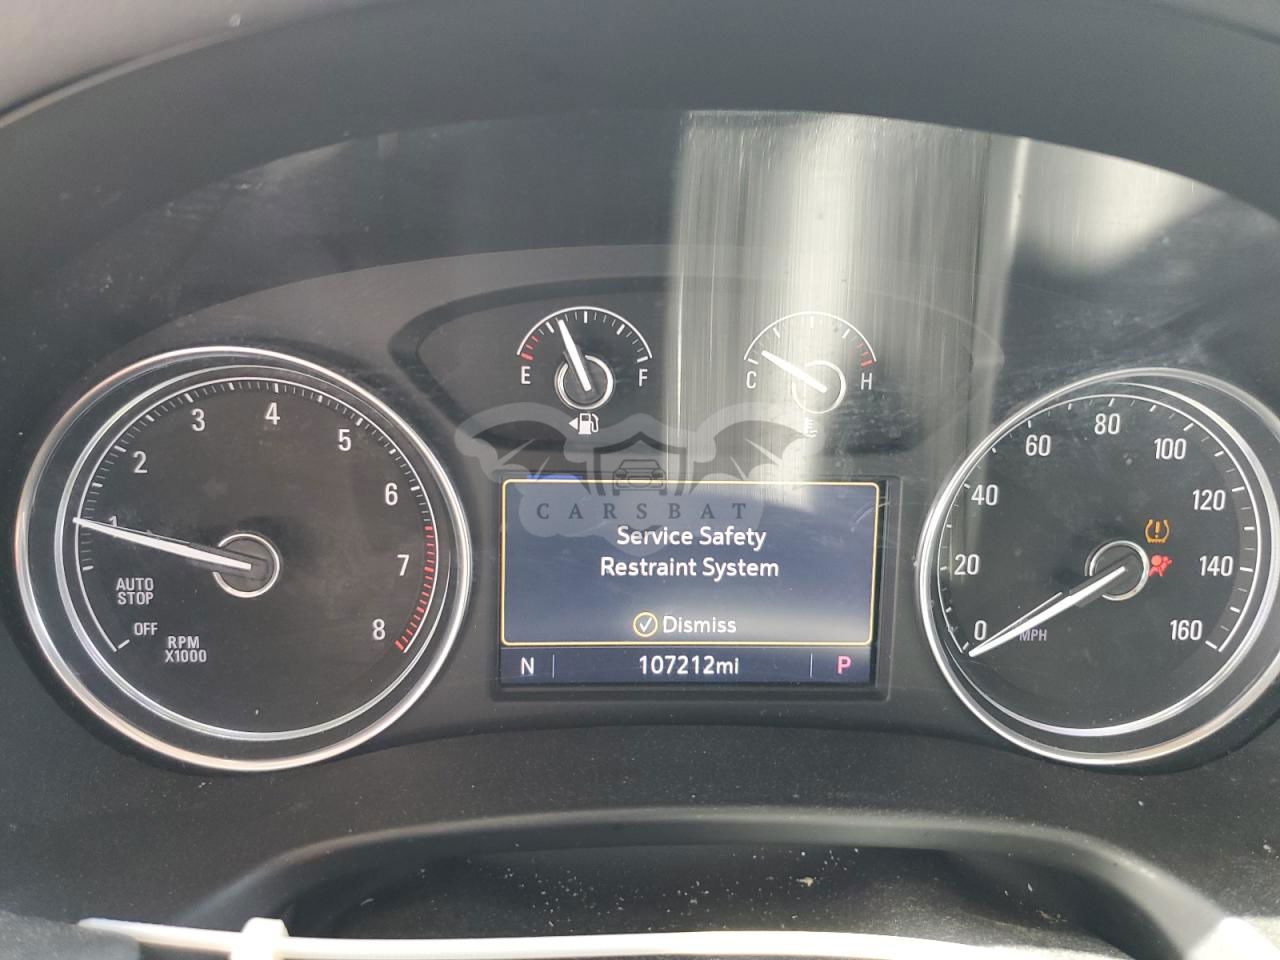 E F
C H
1
2
3
4
5
6
7
8
AUTO
STOP
OFF
RPM
X1000
CARSBAT
Service Safety
Restraint System
Dismiss
N 107212mi P
0
20
40
60
80
100
120
140
160
MPH